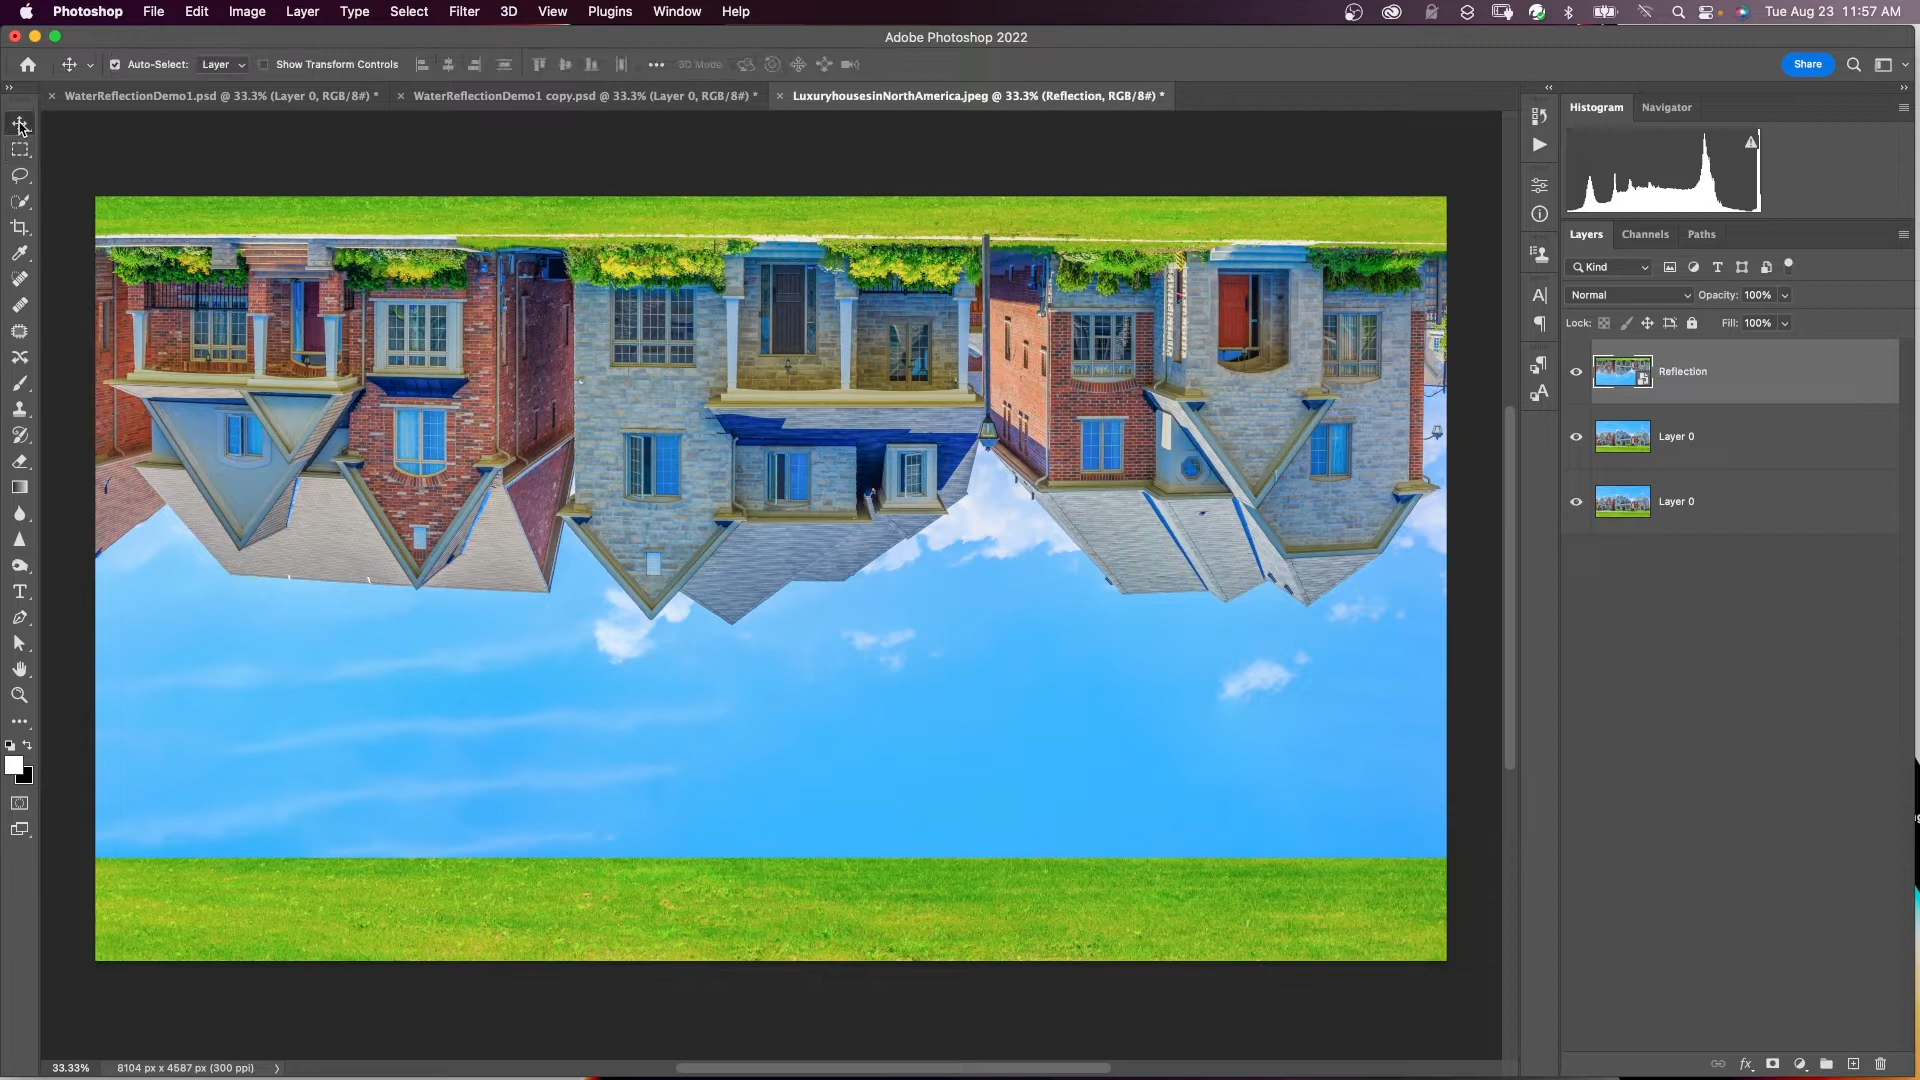 Photoshop File Edit Image Layer Type Select Filter 3D View Plugins Window Help Tue Aug 23 11:57 AM
Adobe Photoshop 2022
Auto-Select: Layer Show Transform Controls 3D Mode Share
WaterReflectionDemo1.psd @ 33.3% (Layer 0, RGB/8#) * WaterReflectionDemo1 copy.psd @ 33.3% (Layer 0, RGB/8#) * LuxuryhousesinNorthAmerica.jpeg @ 33.3% (Reflection, RGB/8#) *
Histogram Navigator
Layers Channels Paths
Kind
Normal Opacity: 100%
Lock: Fill: 100%
Reflection
Layer 0
Layer 0
33.33% 8104 px x 4587 px (300 ppi)